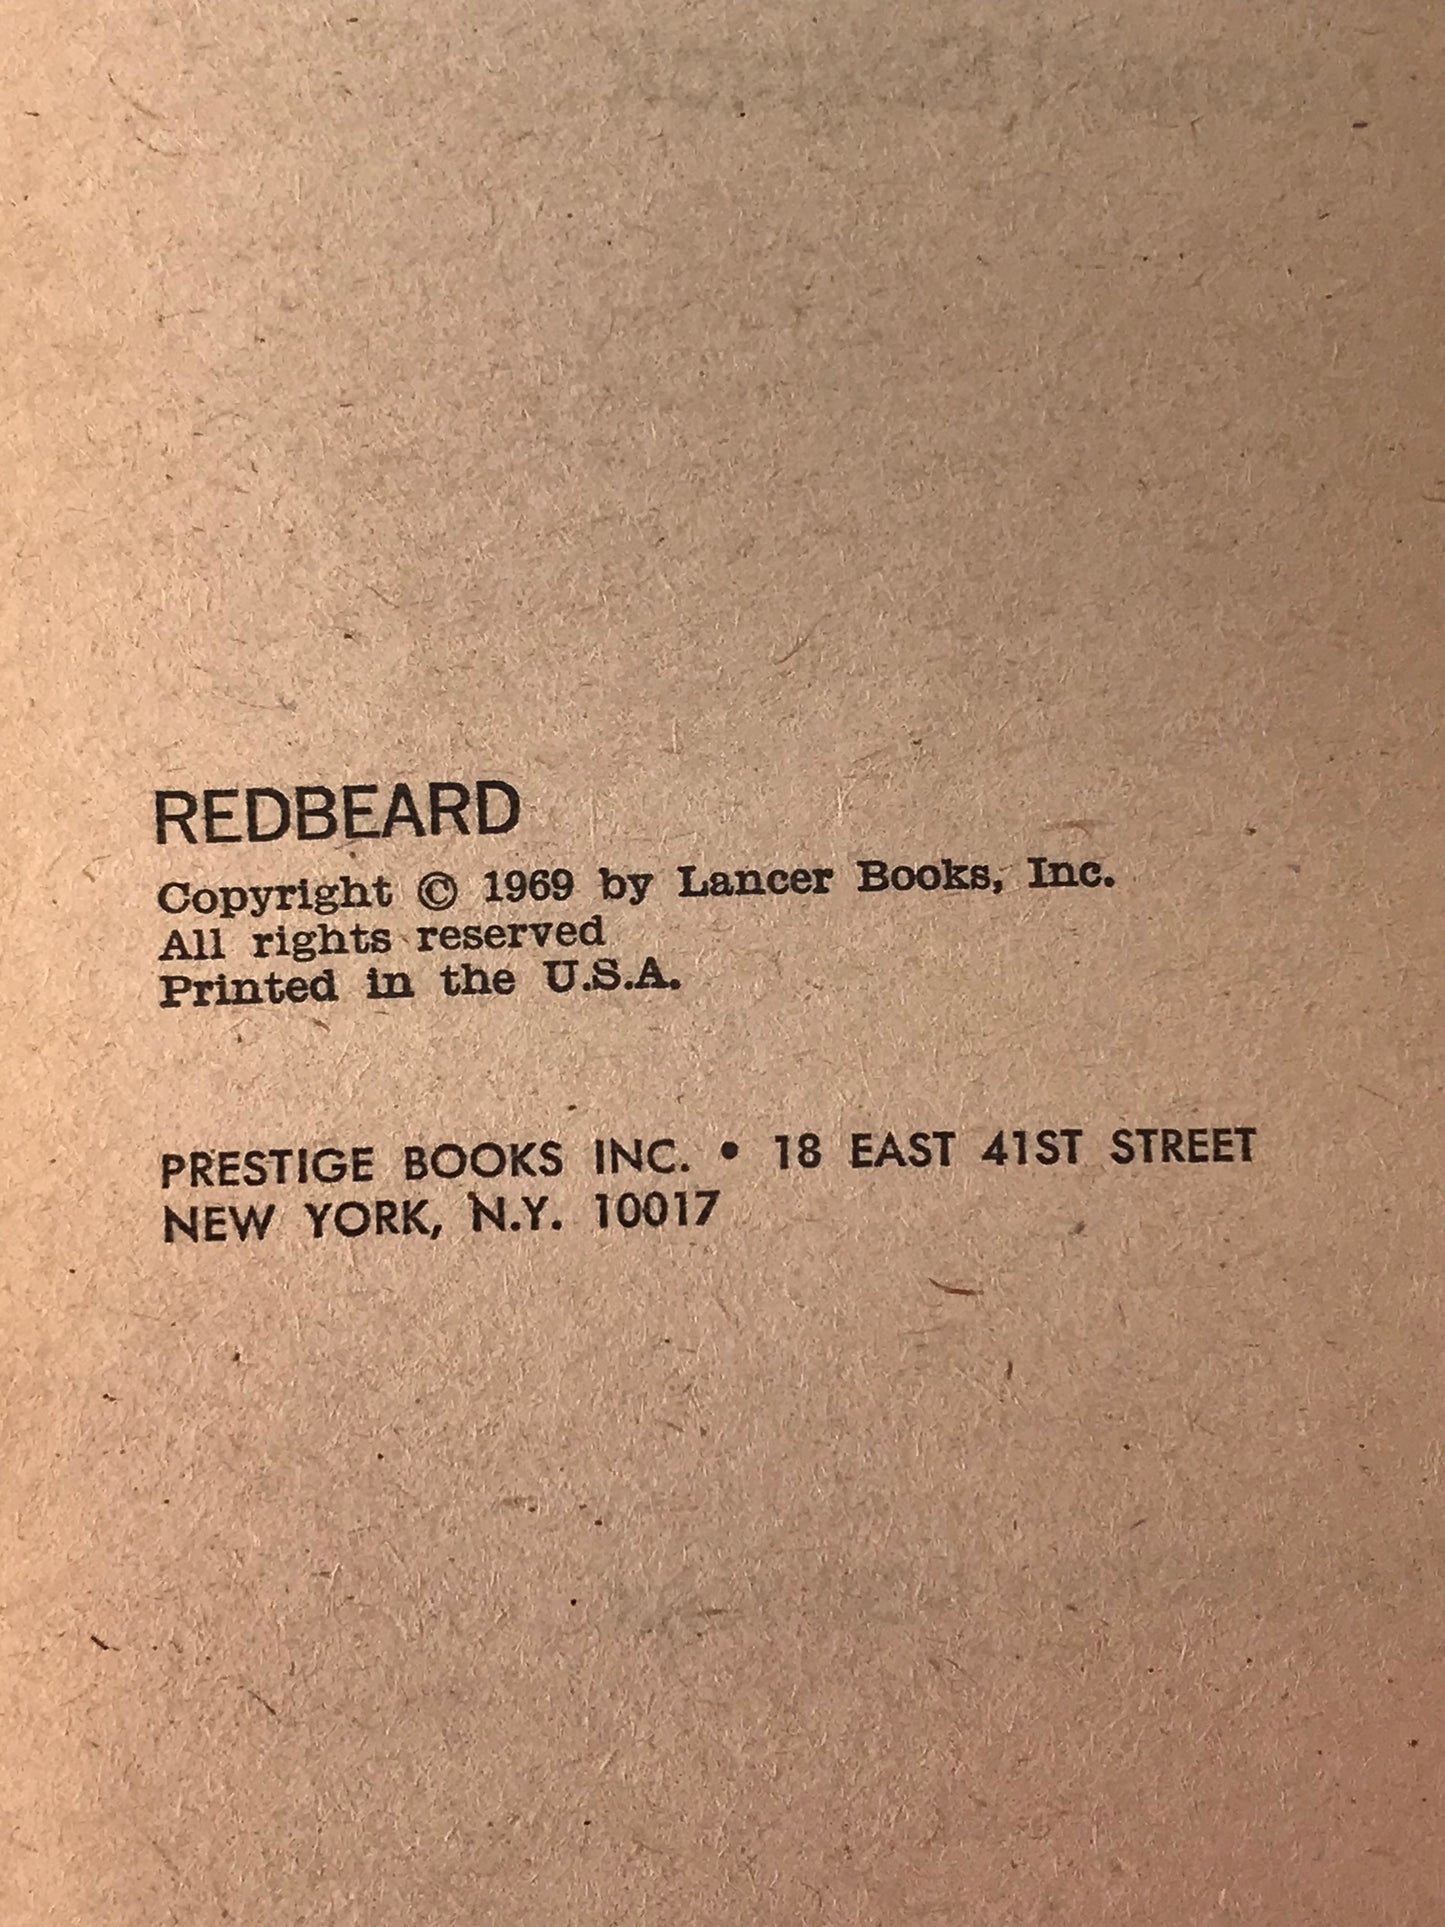 REDBEARD
Copyright © 1969 by Lancer Books, Inc.
All rights reserved
Printed in the U.S.A.
PRESTIGE BOOKS INC. • 18 EAST 41ST STREET
NEW YORK, N.Y. 10017